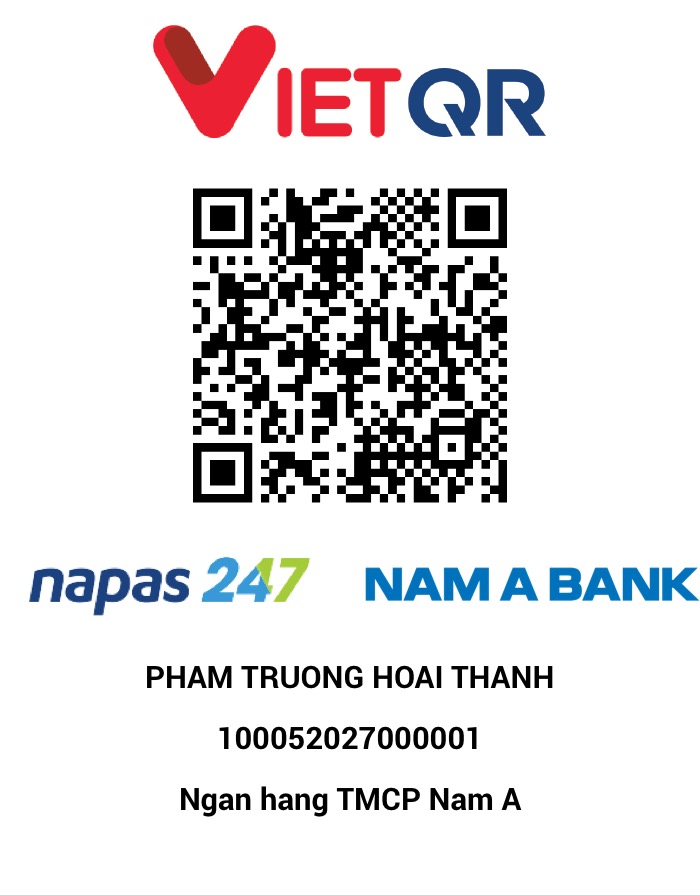 VIETQR
napas 247
NAM A BANK
PHAM TRUONG HOAI THANH
100052027000001
Ngan hang TMCP Nam A